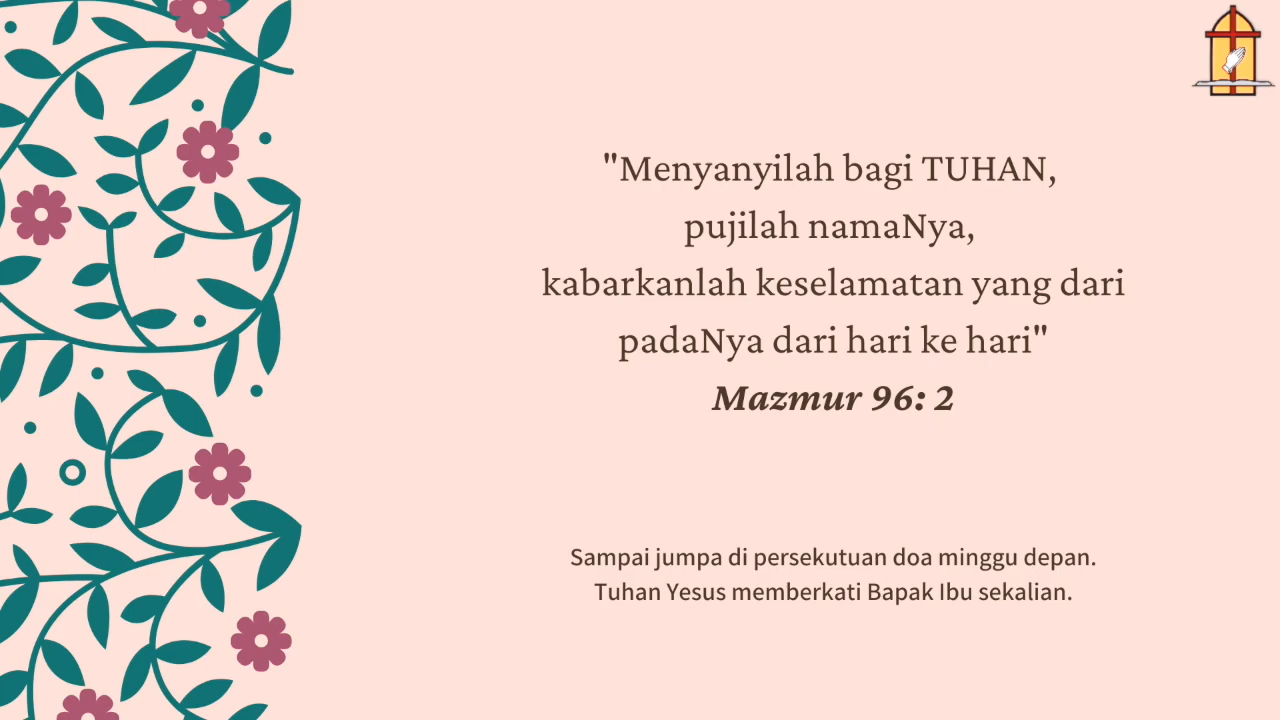 "Menyanyilah bagi TUHAN,
pujilah namaNya,
kabarkanlah keselamatan yang dari
padaNya dari hari ke hari"
Mazmur 96: 2
Sampai jumpa di persekutuan doa minggu depan.
Tuhan Yesus memberkati Bapak Ibu sekalian.